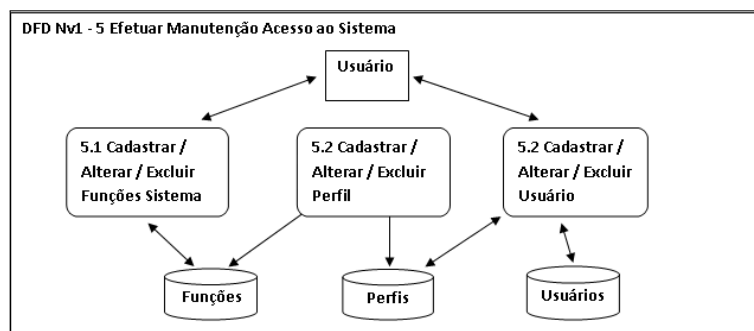 DFD Nv1 - 5 Efetuar Manutenção Acesso ao Sistema
Usuário
5.1 Cadastrar /
Alterar / Excluir
Funções Sistema
5.2 Cadastrar /
Alterar / Excluir
Perfil
5.2 Cadastrar /
Alterar / Excluir
Usuário
Funções
Perfis
Usuários